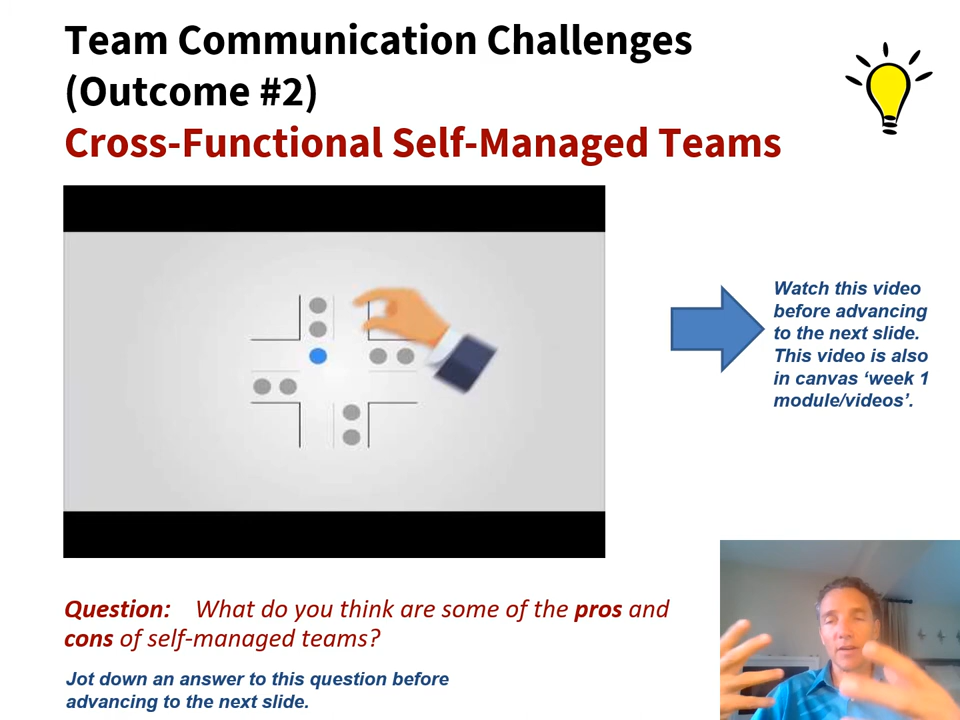 Team Communication Challenges
(Outcome #2)
Cross-Functional Self-Managed Teams
Watch this video
before advancing
to the next slide.
This video is also
in canvas ‘week 1
module/videos’.
Question: What do you think are some of the pros and
cons of self-managed teams?
Jot down an answer to this question before
advancing to the next slide.